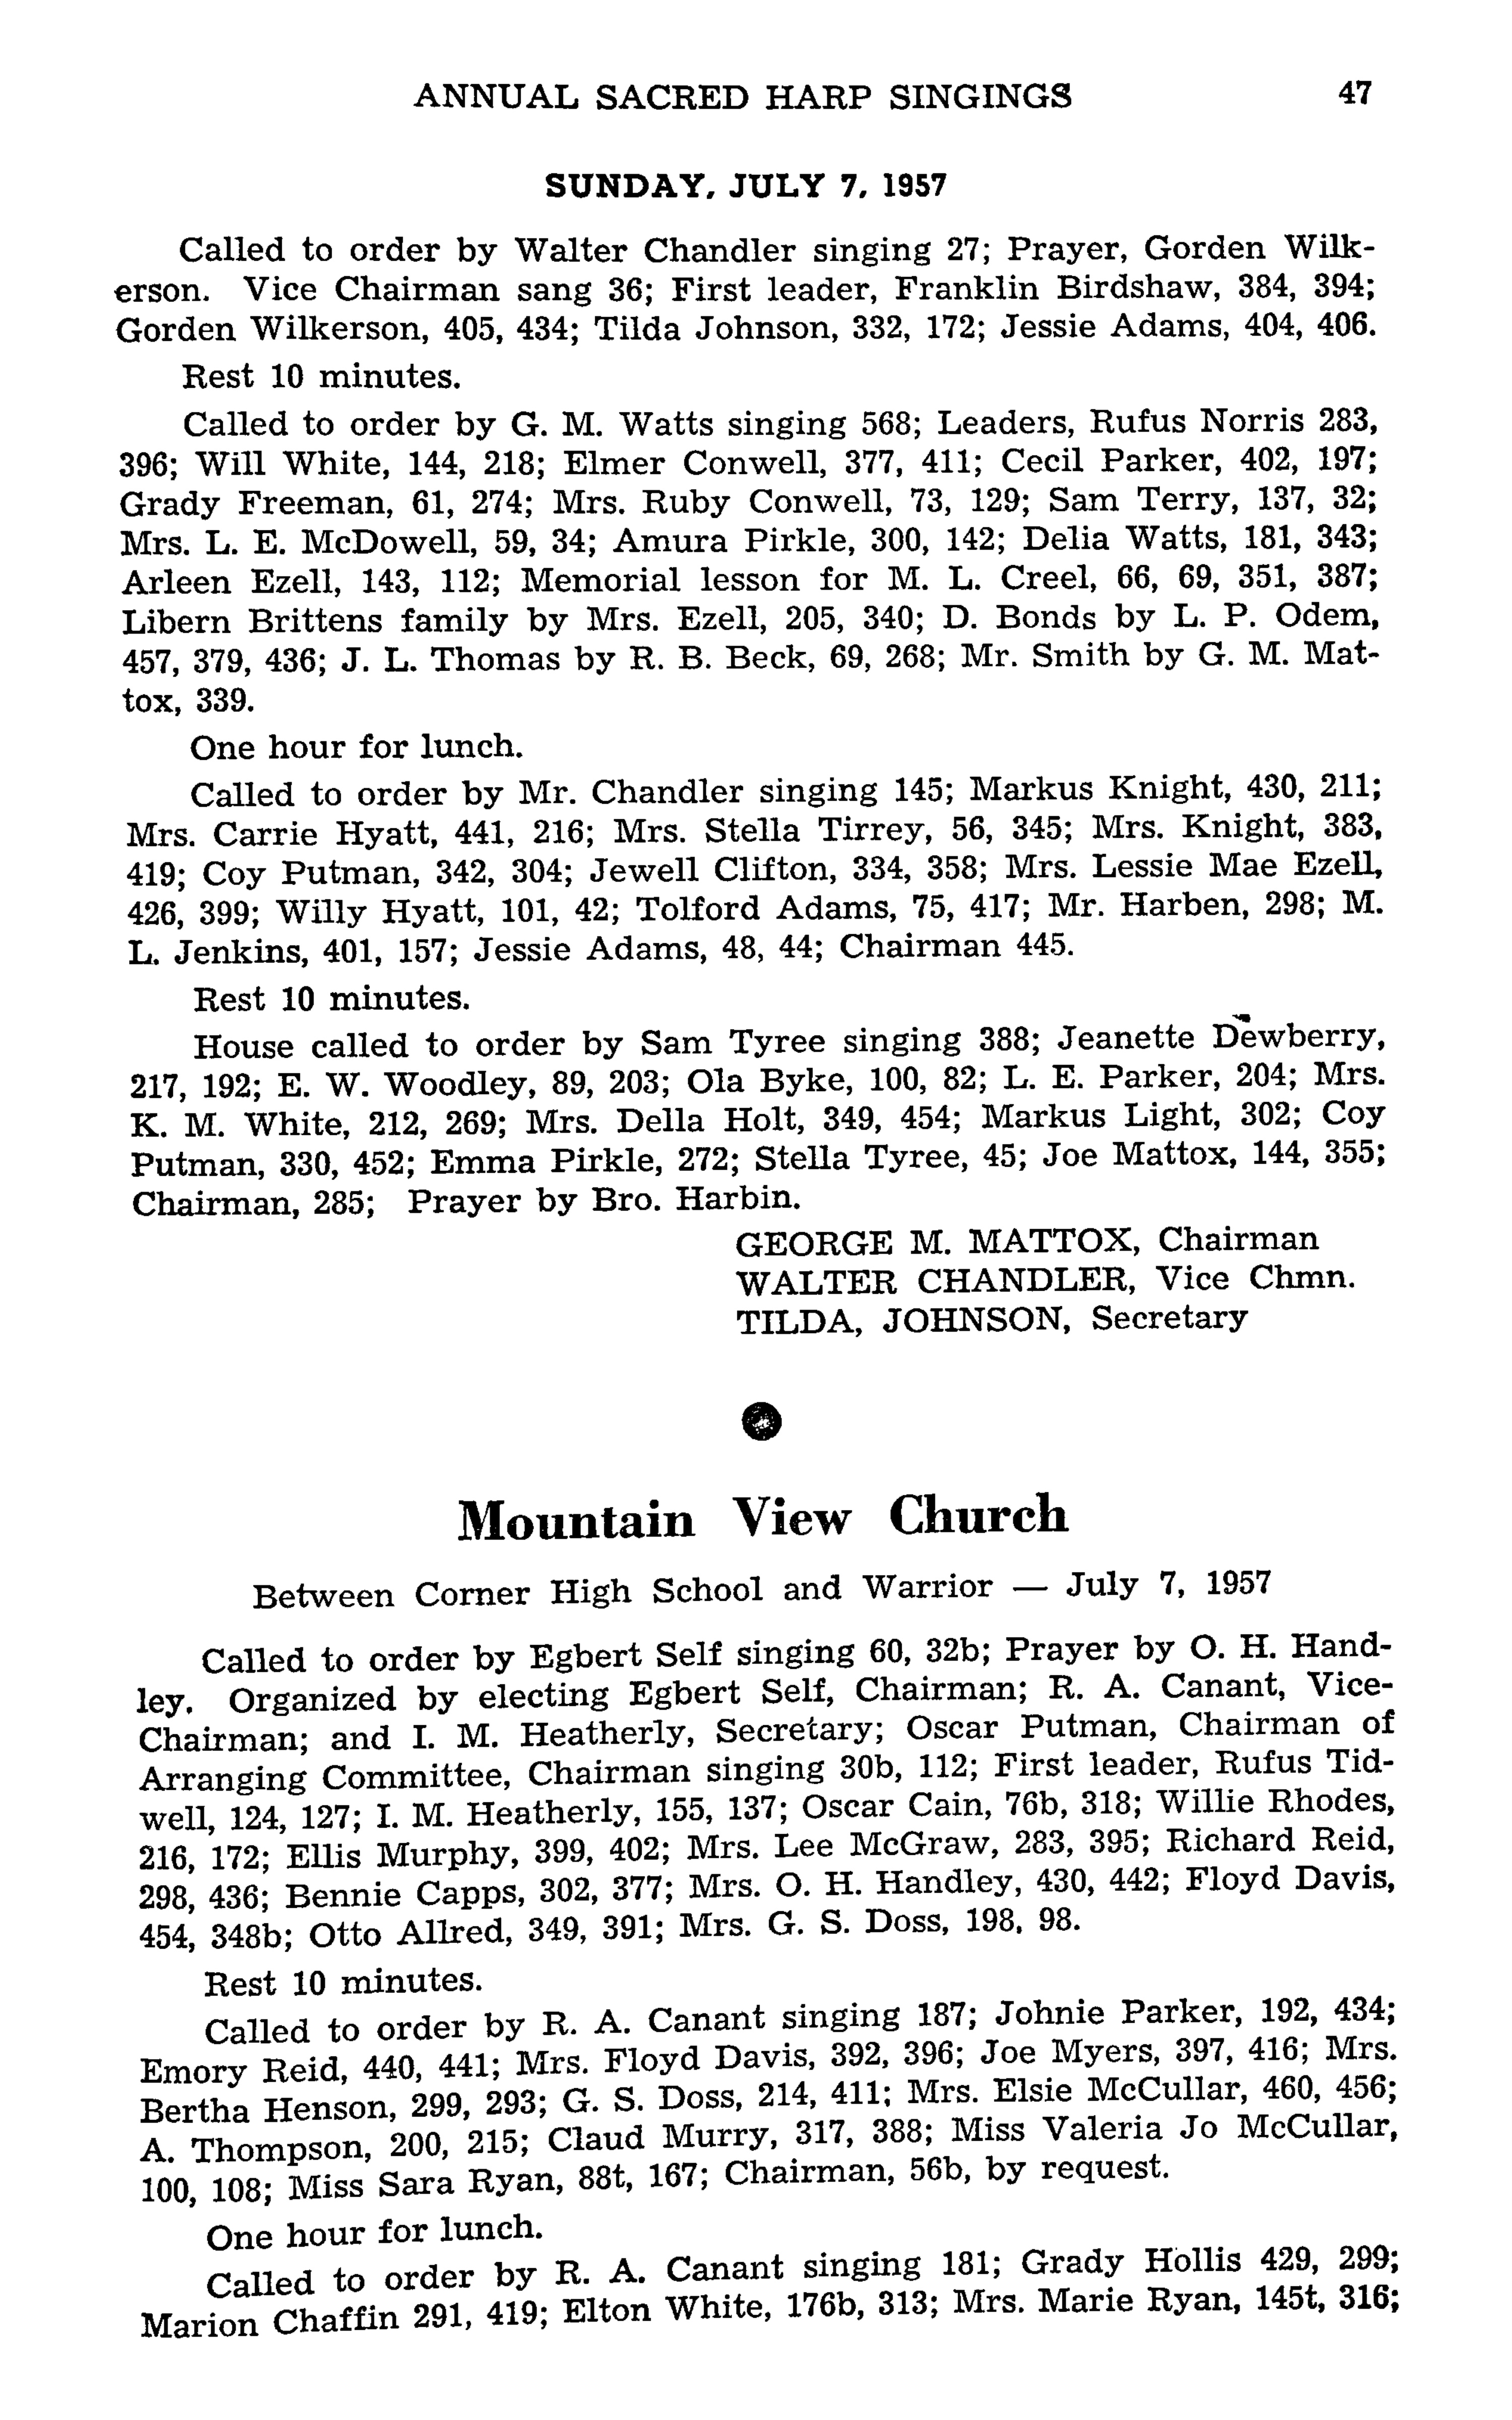 ANNUAL SACRED HARP SINGINGS 47
SUNDAY, JULY 7, 1957
Called to order by Walter Chandler singing 27; Prayer, Gorden Wilk-
erson. Vice Chairman sang 36; First leader, Franklin Birdshaw, 384, 394;
Gorden Wilkerson, 405, 434; Tilda Johnson, 332, 172; Jessie Adams, 404, 406.
Rest 10 minutes.
Called to order by G. M. Watts singing 568; Leaders, Rufus Norris 283,
396; Will White, 144, 218; Elmer Conwell, 377, 411; Cecil Parker, 402, 197;
Grady Freeman, 61, 274; Mrs. Ruby Conwell, 73, 129; Sam Terry, 137, 32;
Mrs. L. E. McDowell, 59, 34; Amura Pirkle, 300, 142; Delia Watts, 181, 343;
Arleen Ezell, 143, 112; Memorial lesson for M. L. Creel, 66, 69, 351, 387;
Libern Brittens family by Mrs. Ezell, 205, 340; D. Bonds by L. P. Odem,
457, 379, 436; J. L. Thomas by R. B. Beck, 69, 268; Mr. Smith by G. M. Mat-
tox, 339.
One hour for lunch.
Called to order by Mr. Chandler singing 145; Markus Knight, 430, 211;
Mrs. Carrie Hyatt, 441, 216; Mrs. Stella Tirrey, 56, 345; Mrs. Knight, 383,
419; Coy Putman, 342, 304; Jewell Clifton, 334, 358; Mrs. Lessie Mae Ezell,
426, 399; Willy Hyatt, 101, 42; Tolford Adams, 75, 417; Mr. Harben, 298; M.
L. Jenkins, 401, 157; Jessie Adams, 48, 44; Chairman 445.
Rest 10 minutes.
House called to order by Sam Tyree singing 388; Jeanette Dewberry,
217, 192; E. W. Woodley, 89, 203; Ola Byke, 100, 82; L. E. Parker, 204; Mrs.
K. M. White, 212, 269; Mrs. Della Holt, 349, 454; Markus Light, 302; Coy
Putman, 330, 452; Emma Pirkle, 272; Stella Tyree, 45; Joe Mattox, 144, 355;
Chairman, 285; Prayer by Bro. Harbin.
GEORGE M. MATTOX, Chairman
WALTER CHANDLER, Vice Chmn.
TILDA, JOHNSON, Secretary
Mountain View Church
Between Corner High School and Warrior — July 7, 1957
Called to order by Egbert Self singing 60, 32b; Prayer by O. H. Hand-
ley. Organized by electing Egbert Self, Chairman; R. A. Canant, Vice-
Chairman; and I. M. Heatherly, Secretary; Oscar Putman, Chairman of
Arranging Committee, Chairman singing 30b, 112; First leader, Rufus Tid-
well, 124, 127; I. M. Heatherly, 155, 137; Oscar Cain, 76b, 318; Willie Rhodes,
216, 172; Ellis Murphy, 399, 402; Mrs. Lee McGraw, 283, 395; Richard Reid,
298, 436; Bennie Capps, 302, 377; Mrs. O. H. Handley, 430, 442; Floyd Davis,
454, 348b; Otto Allred, 349, 391; Mrs. G. S. Doss, 198, 98.
Rest 10 minutes.
Called to order by R. A. Canant singing 187; Johnie Parker, 192, 434;
Emory Reid, 440, 441; Mrs. Floyd Davis, 392, 396; Joe Myers, 397, 416; Mrs.
Bertha Henson, 299, 293; G. S. Doss, 214, 411; Mrs. Elsie McCullar, 460, 456;
A. Thompson, 200, 215; Claud Murry, 317, 388; Miss Valeria Jo McCullar,
100, 108; Miss Sara Ryan, 88t, 167; Chairman, 56b, by request.
One hour for lunch.
Called to order by R. A. Canant singing 181; Grady Hollis 429, 299;
Marion Chaffin 291, 419; Elton White, 176b, 313; Mrs. Marie Ryan, 145t, 316;